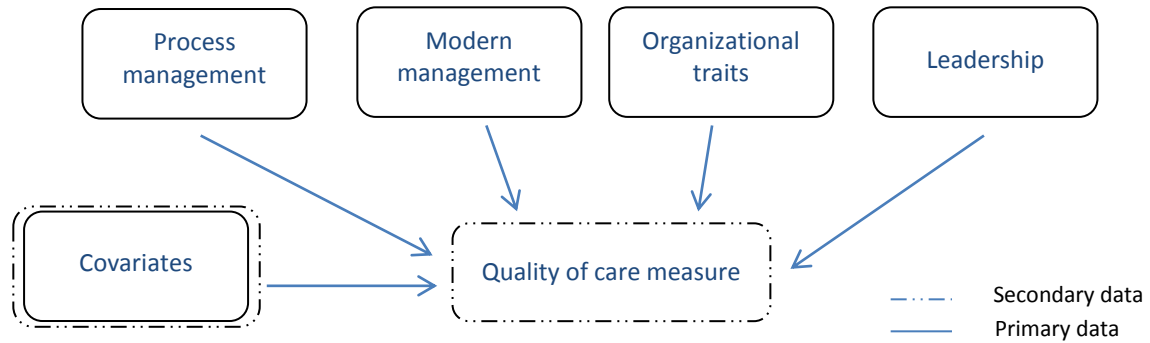 Process
management
Modern
management
Organizational
traits
Leadership
Covariates
Quality of care measure
Secondary data
Primary data